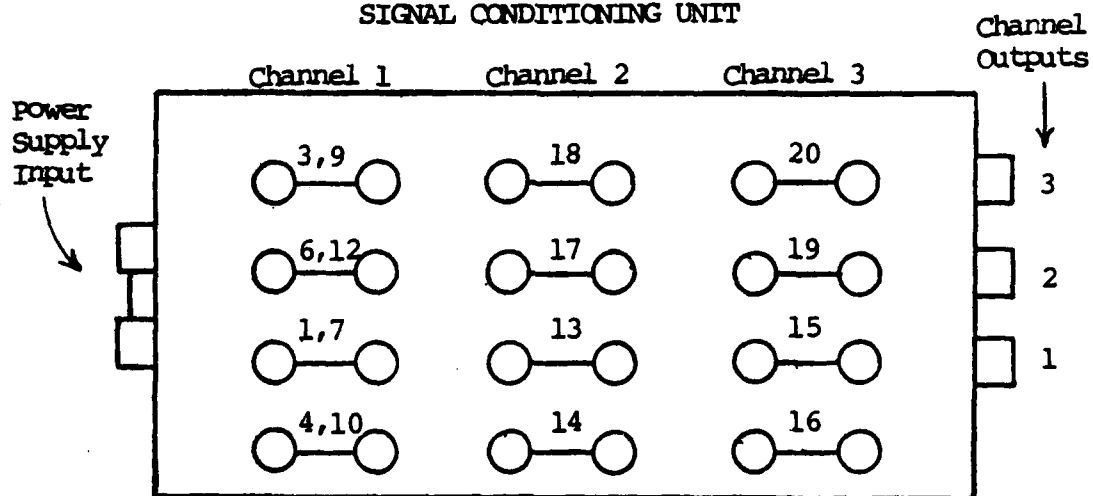 SIGNAL CONDITIONING UNIT
Channel
Outputs
Channel 1 Channel 2 Channel 3
Power
Supply
Input
3,9 18 20
3
6,12 17 19
2
1,7 13 15
1
4,10 14 16